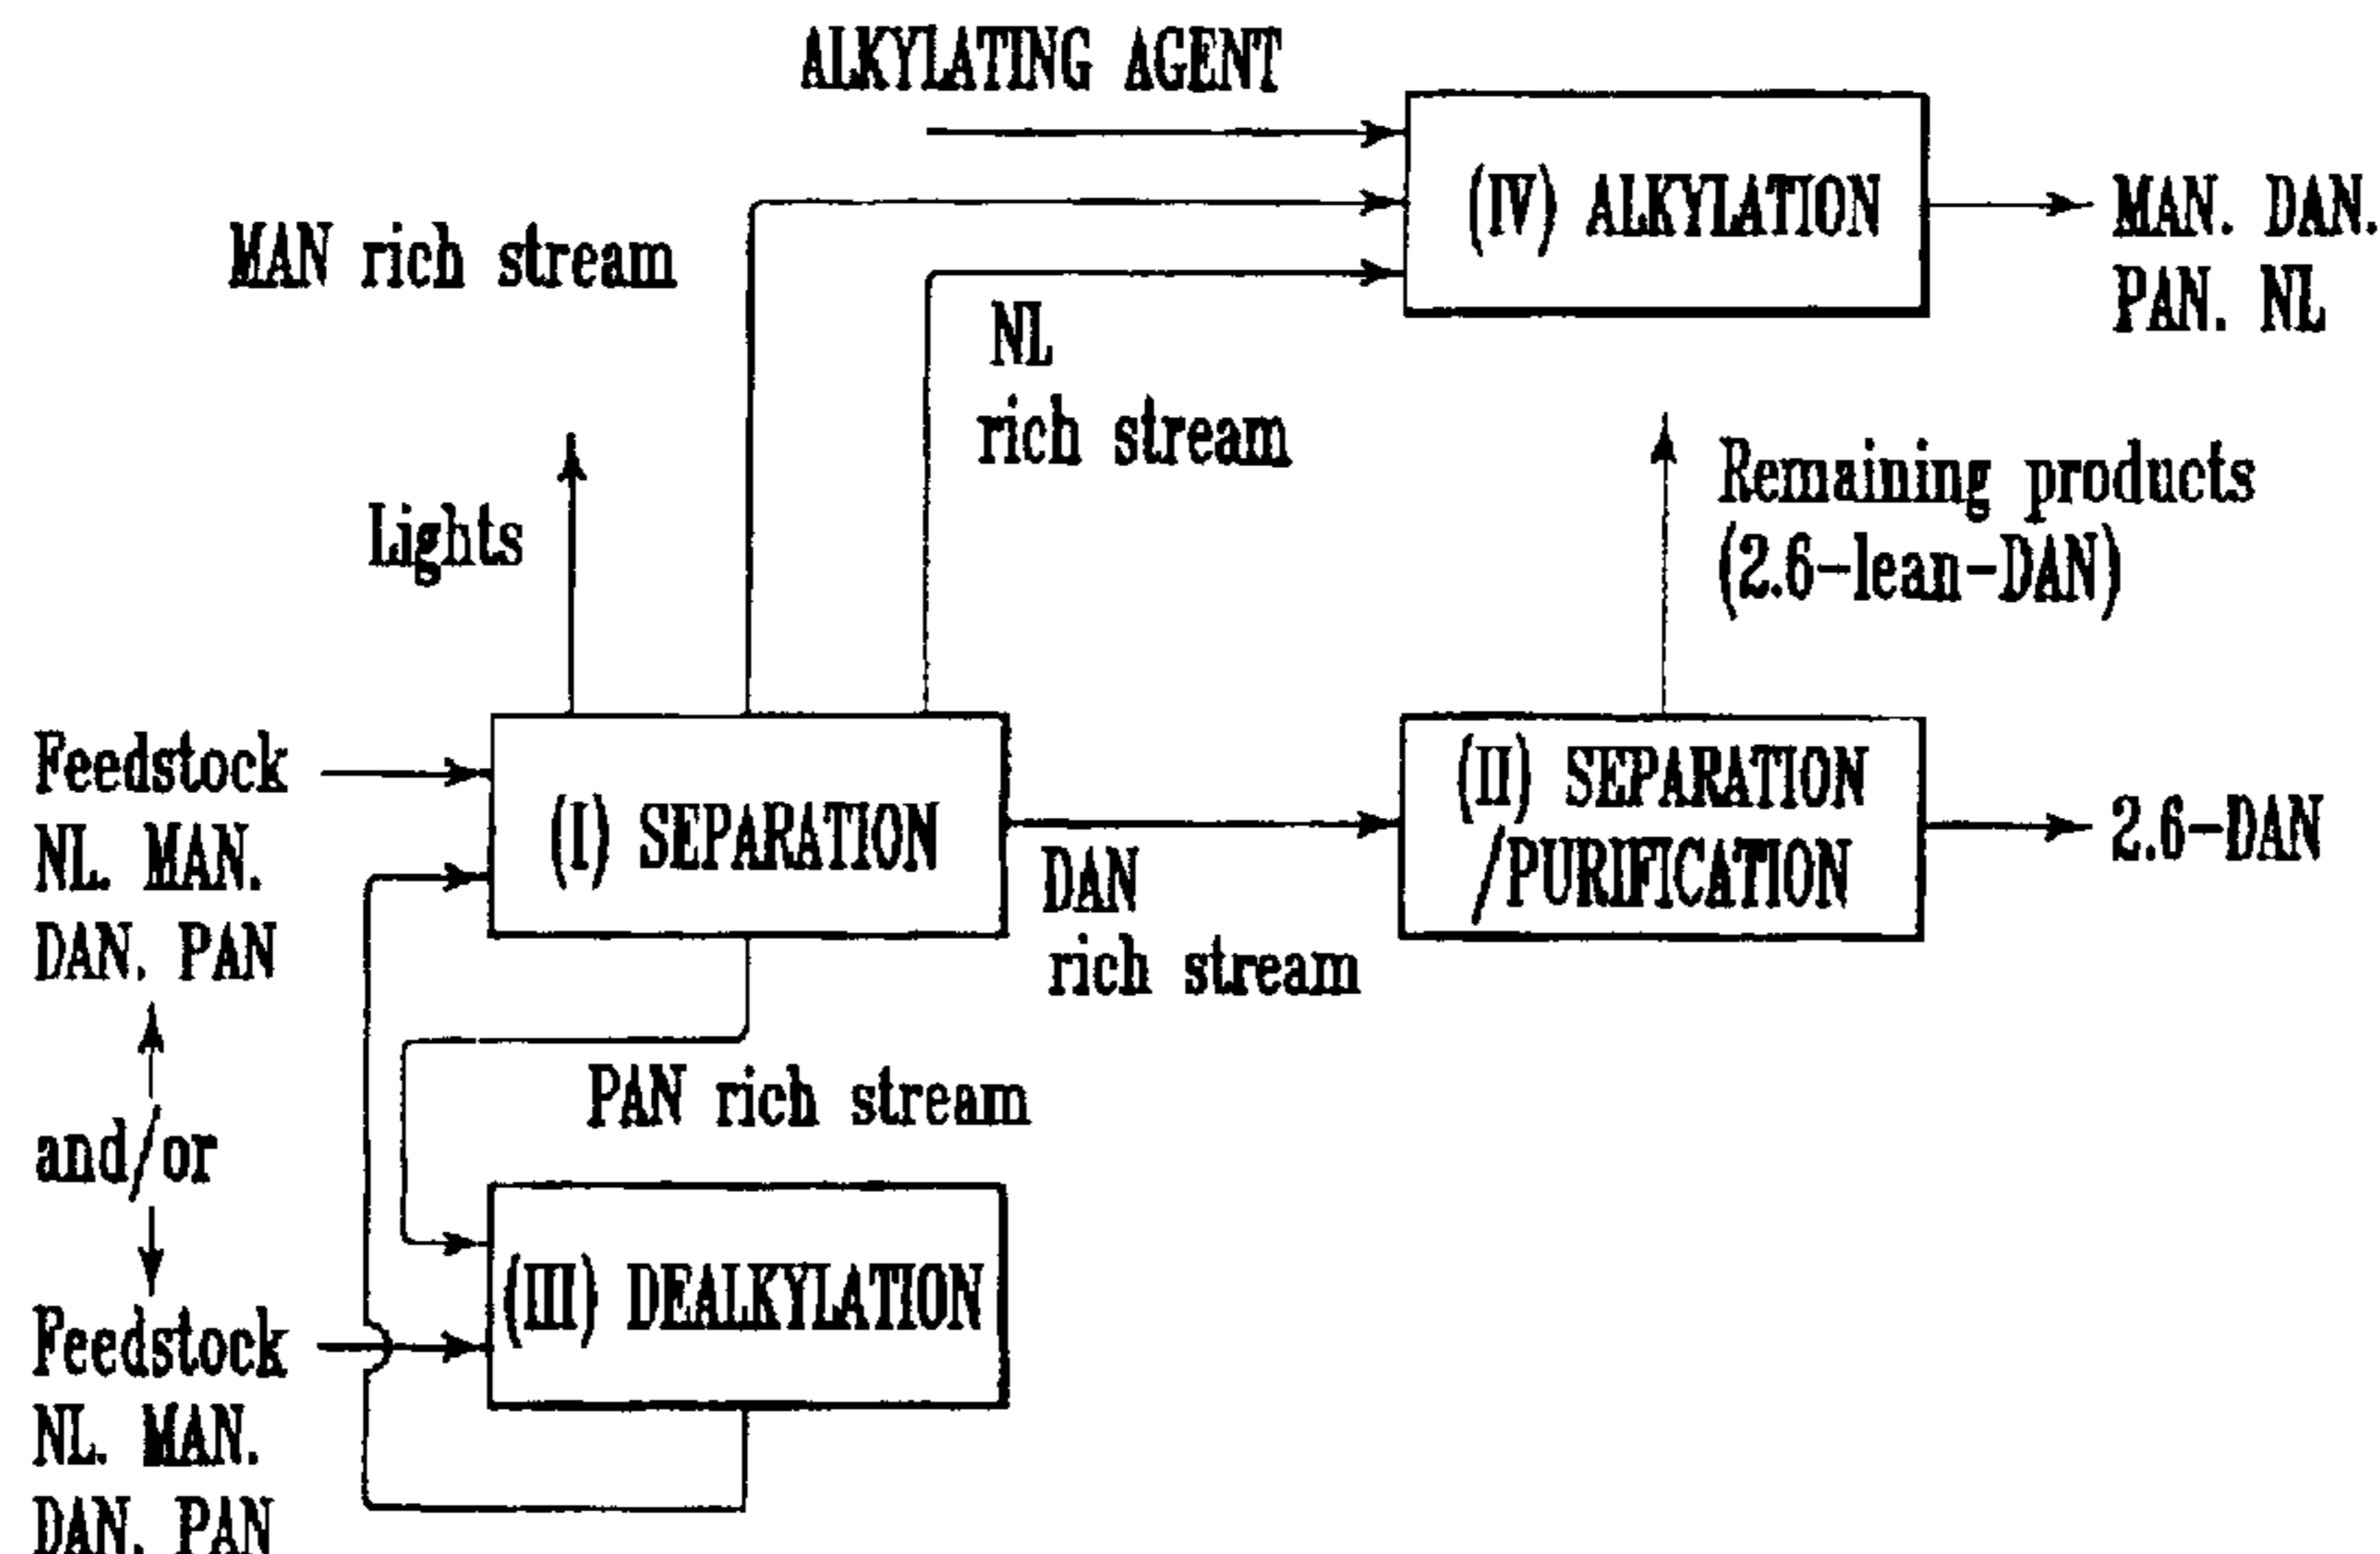 ALKYLATING AGENT
(IV) ALKYLATION
MAN. DAN.
PAN. NL
MAN rich stream
NL
rich stream
Lights
Remaining products
(2.6-lean-DAN)
Feedstock
NL. MAN.
DAN. PAN
(I) SEPARATION
DAN
rich stream
(II) SEPARATION
/PURIFICATION
2.6-DAN
PAN rich stream
and/or
(III) DEALKYLATION
Feedstock
NL. MAN.
DAN. PAN